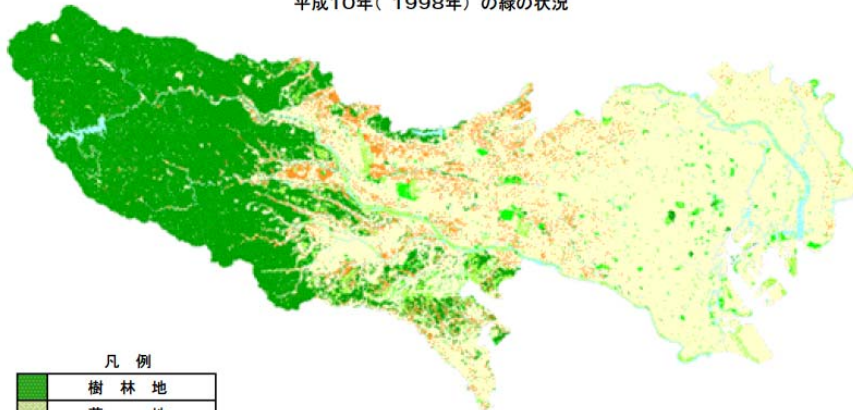 平成10年( 1998年) の緑の状況
凡 例
樹 林 地